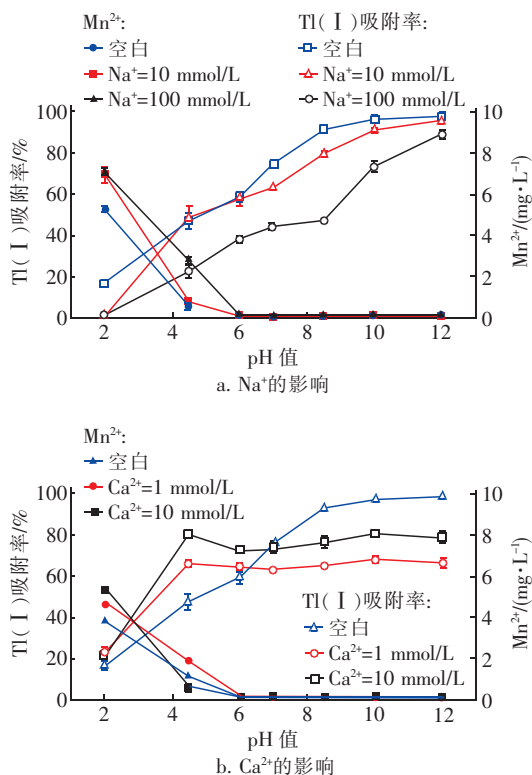 Mn²⁺: Tl(Ⅰ)吸附率:
空白 空白
Na⁺=10 mmol/L Na⁺=10 mmol/L
Na⁺=100 mmol/L Na⁺=100 mmol/L
100 10
80 8
60 6
40 4
20 2
0 0
Tl(Ⅰ)吸附率/%
Mn²⁺/(mg·L⁻¹)
2 4 6 8 10 12
pH 值
a. Na⁺的影响
Mn²⁺:
空白
Ca²⁺=1 mmol/L
Ca²⁺=10 mmol/L
100 10
80 8
60 6
40 4
20 2
0 0
Tl(Ⅰ)吸附率/%
Mn²⁺/(mg·L⁻¹)
Tl(Ⅰ)吸附率:
空白
Ca²⁺=1 mmol/L
Ca²⁺=10 mmol/L
2 4 6 8 10 12
pH 值
b. Ca²⁺的影响